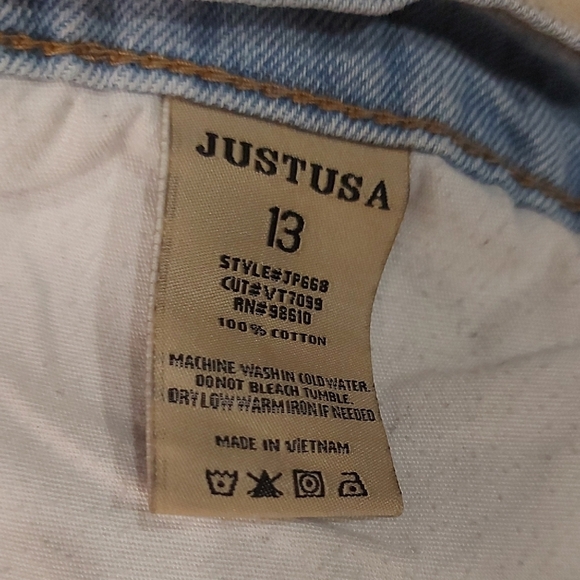 JUSTUSA
13
STYLE#JP668
CUT#VT7099
RN#98610
100% COTTON
MACHINE WASH IN COLD WATER.
DO NOT BLEACH TUMBLE.
DRY LOW WARM IRON IF NEEDED
MADE IN VIETNAM